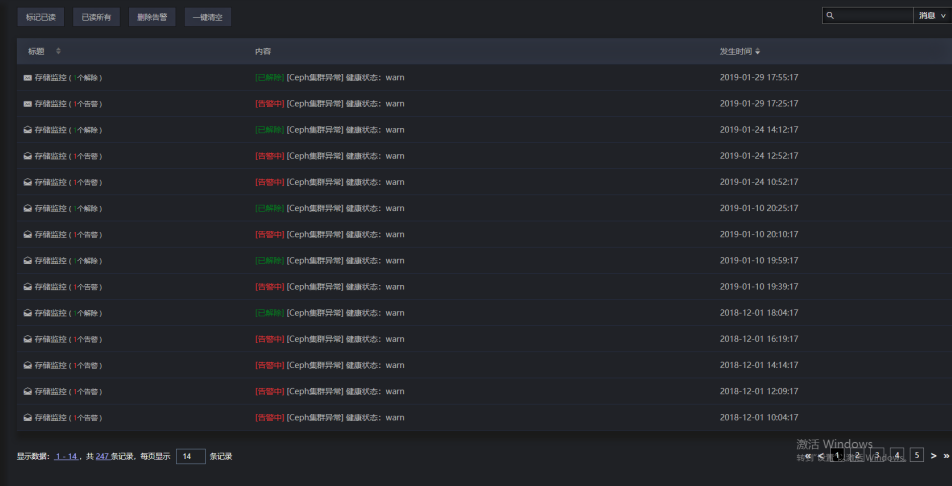 标记已读 已读所有 删除告警 一键清空 消息
标题 内容 发生时间
存储监控 ( 1个解除 ) [已解除] [Ceph集群异常] 健康状态：warn 2019-01-29 17:55:17
存储监控 ( 1个告警 ) [告警中] [Ceph集群异常] 健康状态：warn 2019-01-29 17:25:17
存储监控 ( 1个解除 ) [已解除] [Ceph集群异常] 健康状态：warn 2019-01-24 14:12:17
存储监控 ( 1个告警 ) [告警中] [Ceph集群异常] 健康状态：warn 2019-01-24 12:52:17
存储监控 ( 1个告警 ) [告警中] [Ceph集群异常] 健康状态：warn 2019-01-24 10:52:17
存储监控 ( 1个解除 ) [已解除] [Ceph集群异常] 健康状态：warn 2019-01-10 20:25:17
存储监控 ( 1个告警 ) [告警中] [Ceph集群异常] 健康状态：warn 2019-01-10 20:10:17
存储监控 ( 1个解除 ) [已解除] [Ceph集群异常] 健康状态：warn 2019-01-10 19:59:17
存储监控 ( 1个告警 ) [告警中] [Ceph集群异常] 健康状态：warn 2019-01-10 19:39:17
存储监控 ( 1个解除 ) [已解除] [Ceph集群异常] 健康状态：warn 2018-12-01 18:04:17
存储监控 ( 1个告警 ) [告警中] [Ceph集群异常] 健康状态：warn 2018-12-01 16:19:17
存储监控 ( 1个告警 ) [告警中] [Ceph集群异常] 健康状态：warn 2018-12-01 14:14:17
存储监控 ( 1个告警 ) [告警中] [Ceph集群异常] 健康状态：warn 2018-12-01 12:09:17
存储监控 ( 1个告警 ) [告警中] [Ceph集群异常] 健康状态：warn 2018-12-01 10:04:17
激活 Windows
显示数据： 1 - 14 ，共 247 条记录，每页显示 14 条记录 « < 1 2 3 4 5 > »
转到"设置"以激活 Windows。